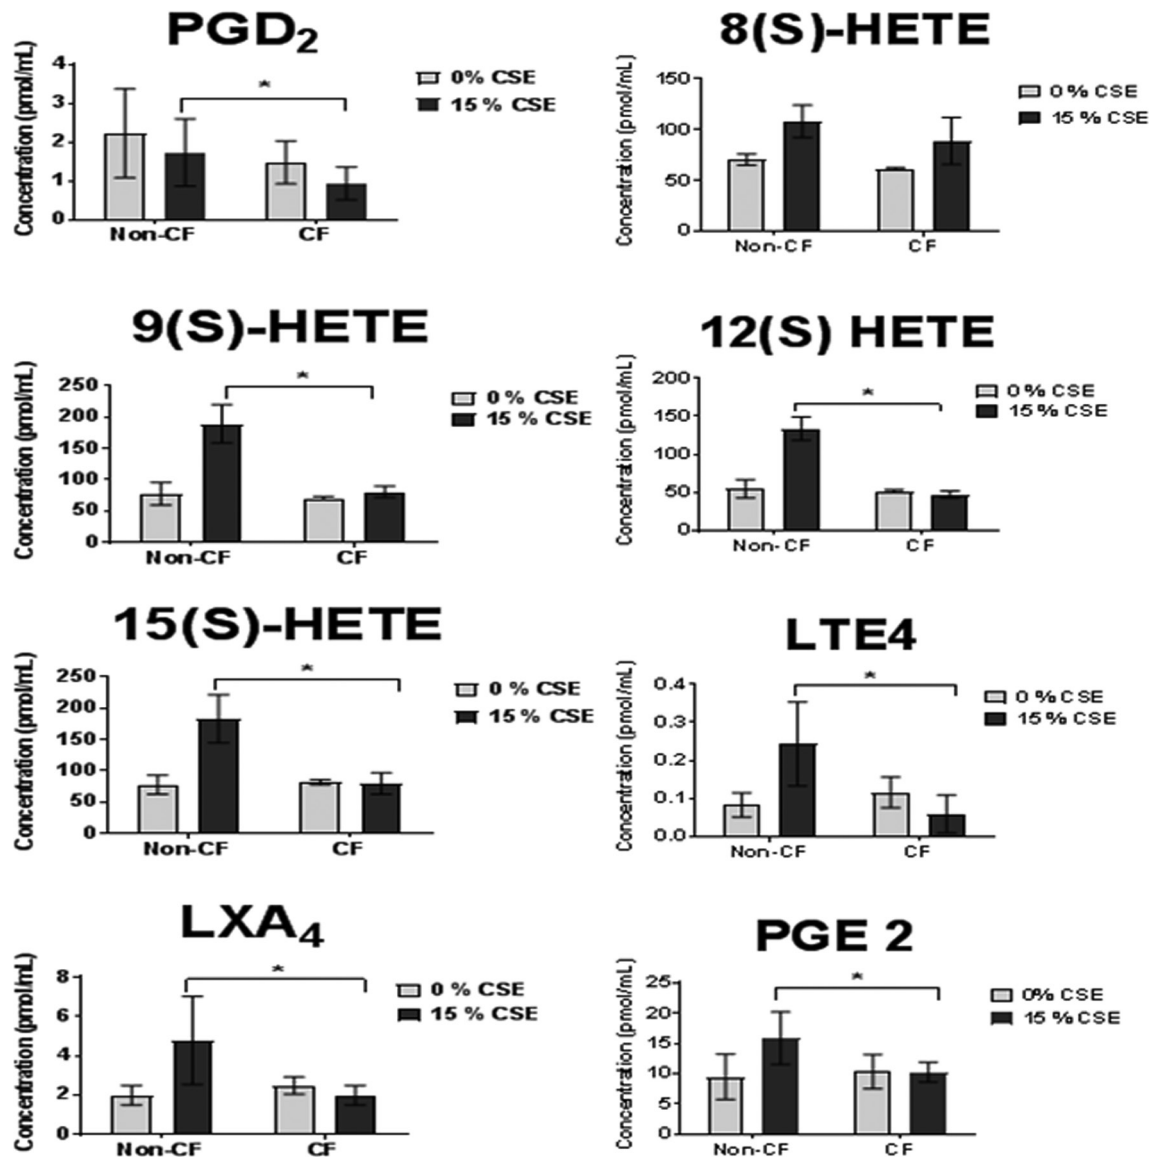 PGD2
Concentration (pmol/mL)
4
3
2
1
0
*
0% CSE
15 % CSE
Non-CF CF
8(S)-HETE
Concentration (pmol/mL)
150
100
50
0
0 % CSE
15 % CSE
Non-CF CF
9(S)-HETE
Concentration (pmol/mL)
250
200
150
100
50
0
*
0 % CSE
15 % CSE
Non-CF CF
12(S) HETE
Concentration (pmol/mL)
200
150
100
50
0
*
0 % CSE
15 % CSE
Non-CF CF
15(S)-HETE
Concentration (pmol/mL)
250
200
150
100
50
0
*
0 % CSE
15 % CSE
Non-CF CF
LTE4
Concentration (pmol/mL)
0.4
0.3
0.2
0.1
0.0
*
0 % CSE
15 % CSE
Non-CF CF
LXA4
Concentration (pmol/mL)
8
6
4
2
0
*
0 % CSE
15 % CSE
Non-CF CF
PGE 2
Concentration (pmol/mL)
25
20
15
10
5
0
*
0% CSE
15 % CSE
Non-CF CF